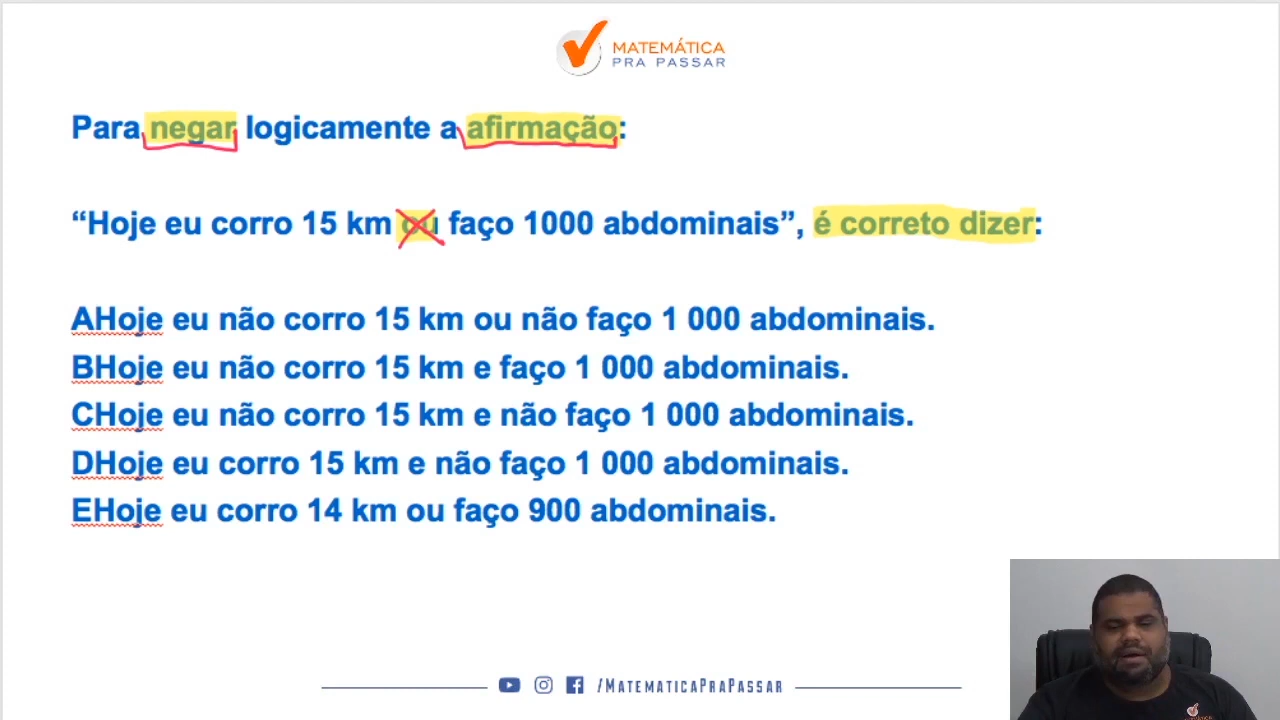 MATEMÁTICA
PRA PASSAR
Para negar logicamente a afirmação:
“Hoje eu corro 15 km ou faço 1000 abdominais”, é correto dizer:
AHoje eu não corro 15 km ou não faço 1 000 abdominais.
BHoje eu não corro 15 km e faço 1 000 abdominais.
CHoje eu não corro 15 km e não faço 1 000 abdominais.
DHoje eu corro 15 km e não faço 1 000 abdominais.
EHoje eu corro 14 km ou faço 900 abdominais.
/MATEMATICAPRAPASSAR